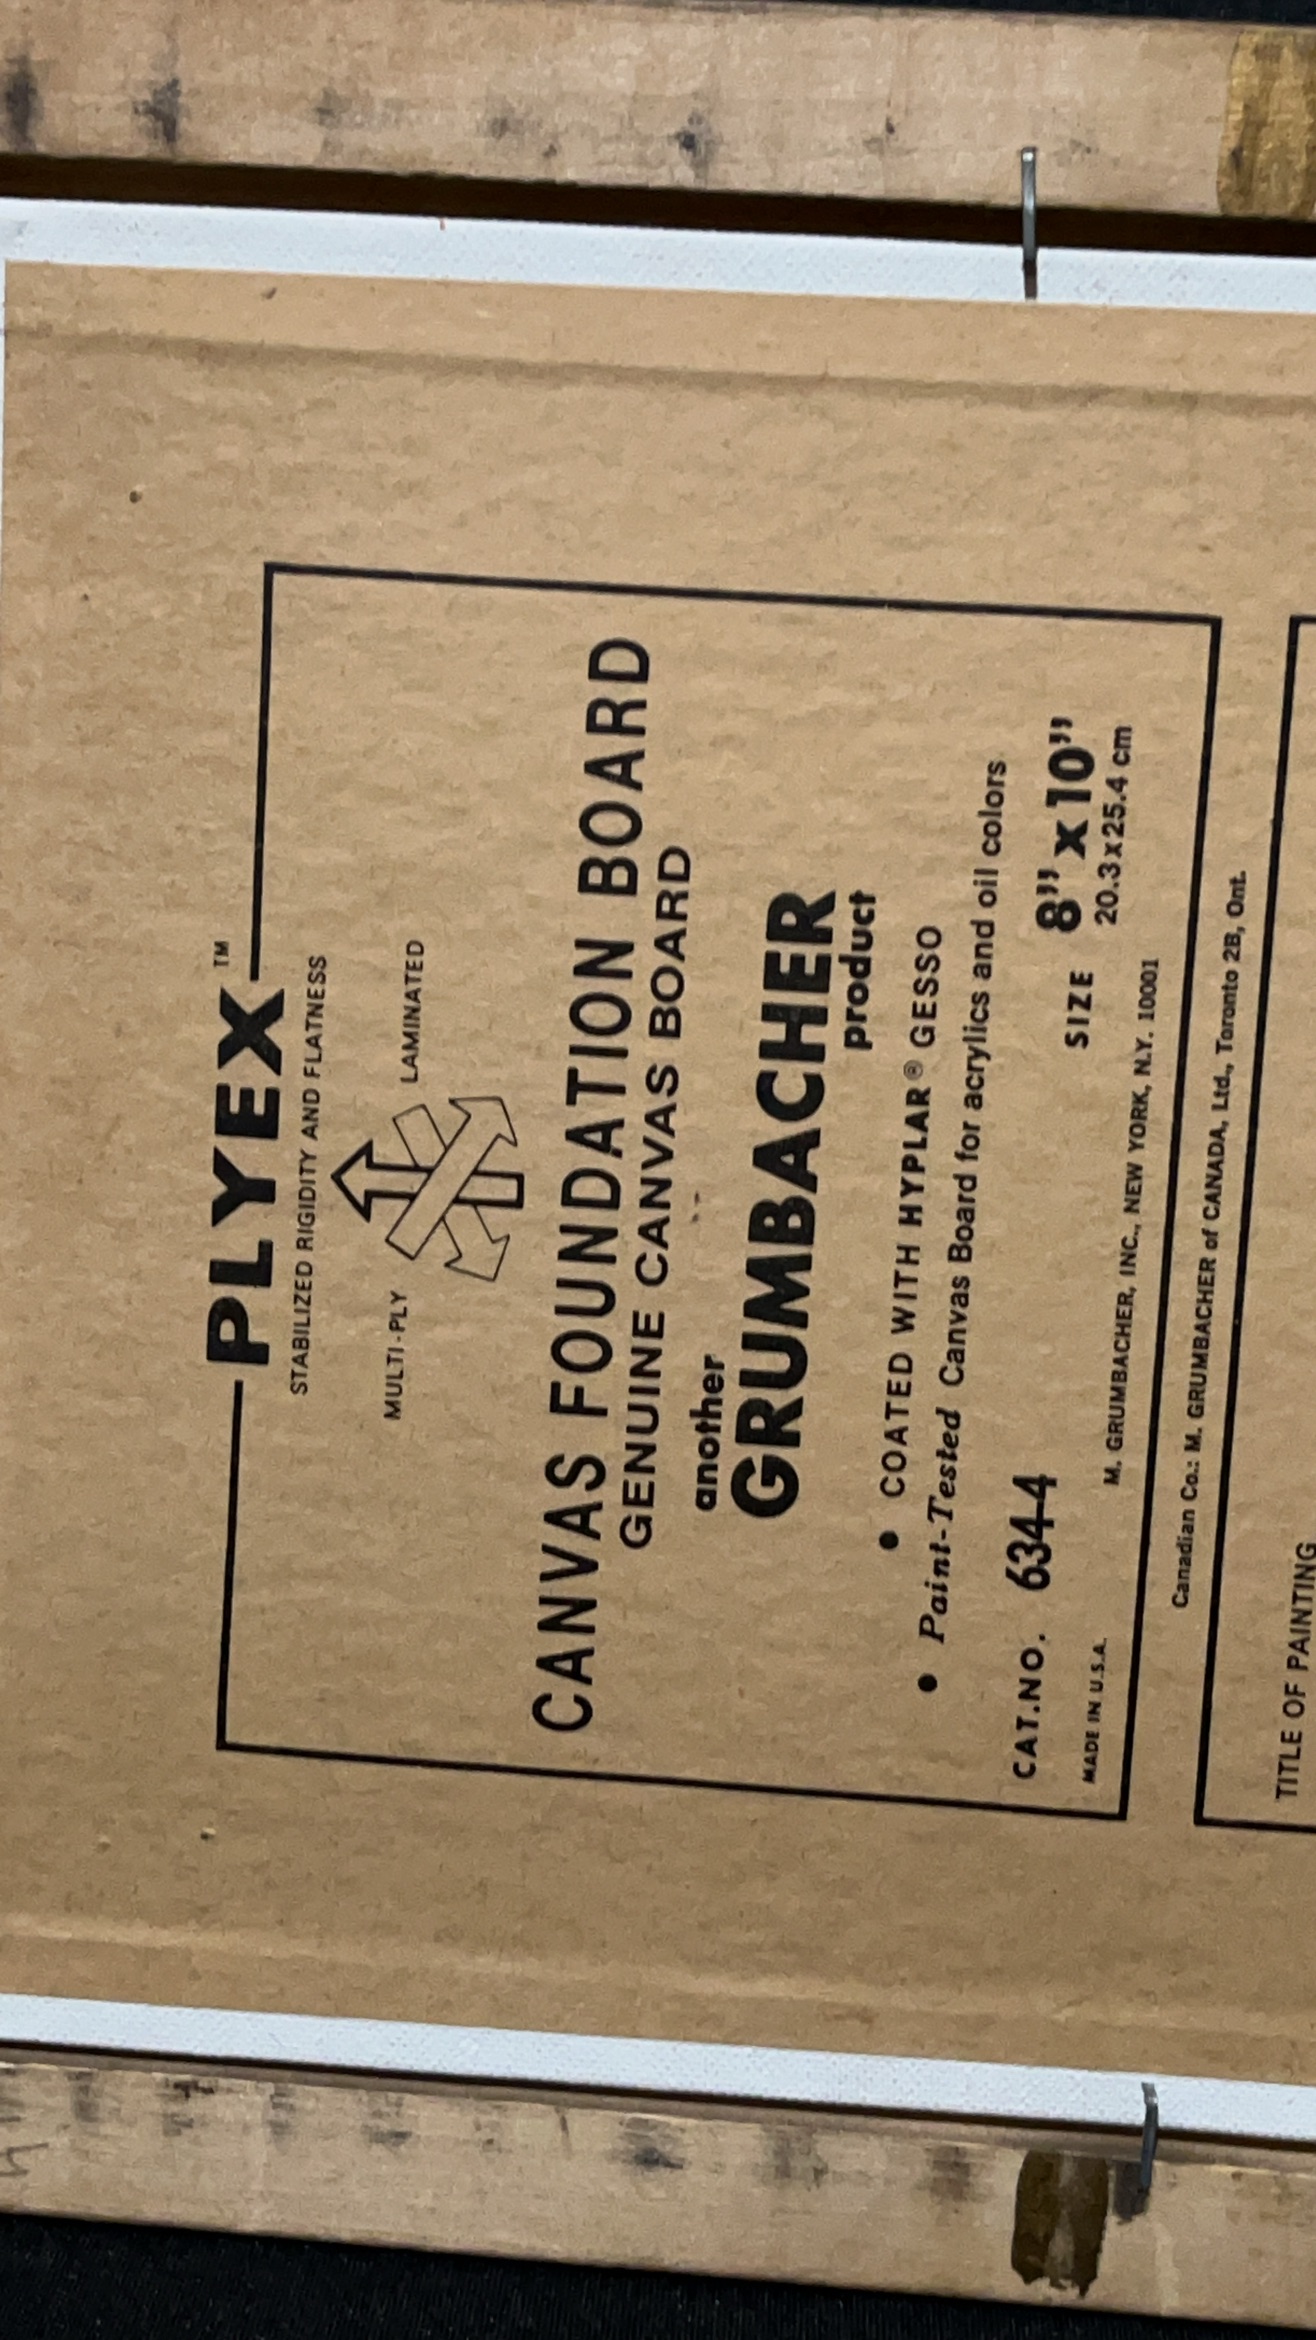 PLYEX™
STABILIZED RIGIDITY AND FLATNESS
MULTI-PLY LAMINATED
CANVAS FOUNDATION BOARD
GENUINE CANVAS BOARD
another
GRUMBACHER
product
• COATED WITH HYPLAR® GESSO
• Paint-Tested Canvas Board for acrylics and oil colors
CAT.NO. 634-4 SIZE 8” x 10”
20.3 x 25.4 cm
MADE IN U.S.A. M. GRUMBACHER, INC., NEW YORK, N.Y. 10001
Canadian Co.: M. GRUMBACHER of CANADA, Ltd., Toronto 2B, Ont.
TITLE OF PAINTING